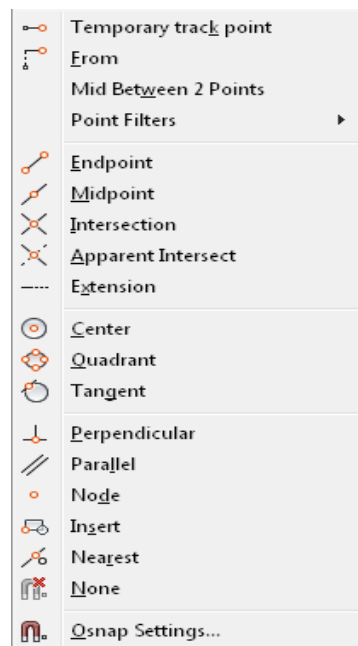 Temporary track point
From
Mid Between 2 Points
Point Filters
Endpoint
Midpoint
Intersection
Apparent Intersect
Extension
Center
Quadrant
Tangent
Perpendicular
Parallel
Node
Insert
Nearest
None
Osnap Settings...